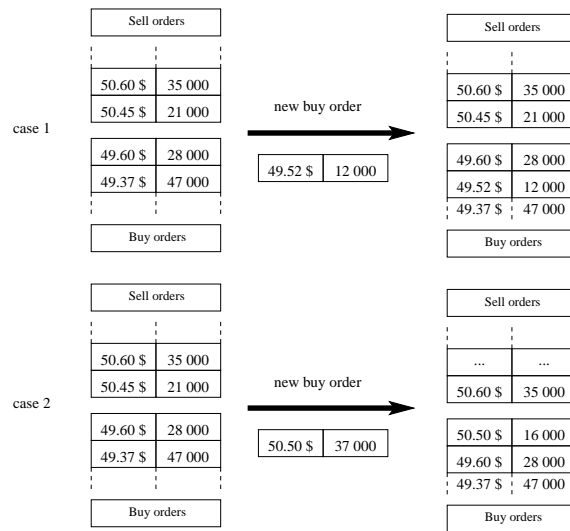 Sell orders
50.60 $ 35 000
50.45 $ 21 000
case 1
49.60 $ 28 000
49.37 $ 47 000
Buy orders
new buy order
49.52 $ 12 000
Sell orders
50.60 $ 35 000
50.45 $ 21 000
49.60 $ 28 000
49.52 $ 12 000
49.37 $ 47 000
Buy orders
Sell orders
50.60 $ 35 000
50.45 $ 21 000
case 2
49.60 $ 28 000
49.37 $ 47 000
Buy orders
new buy order
50.50 $ 37 000
Sell orders
... ...
50.60 $ 35 000
50.50 $ 16 000
49.60 $ 28 000
49.37 $ 47 000
Buy orders